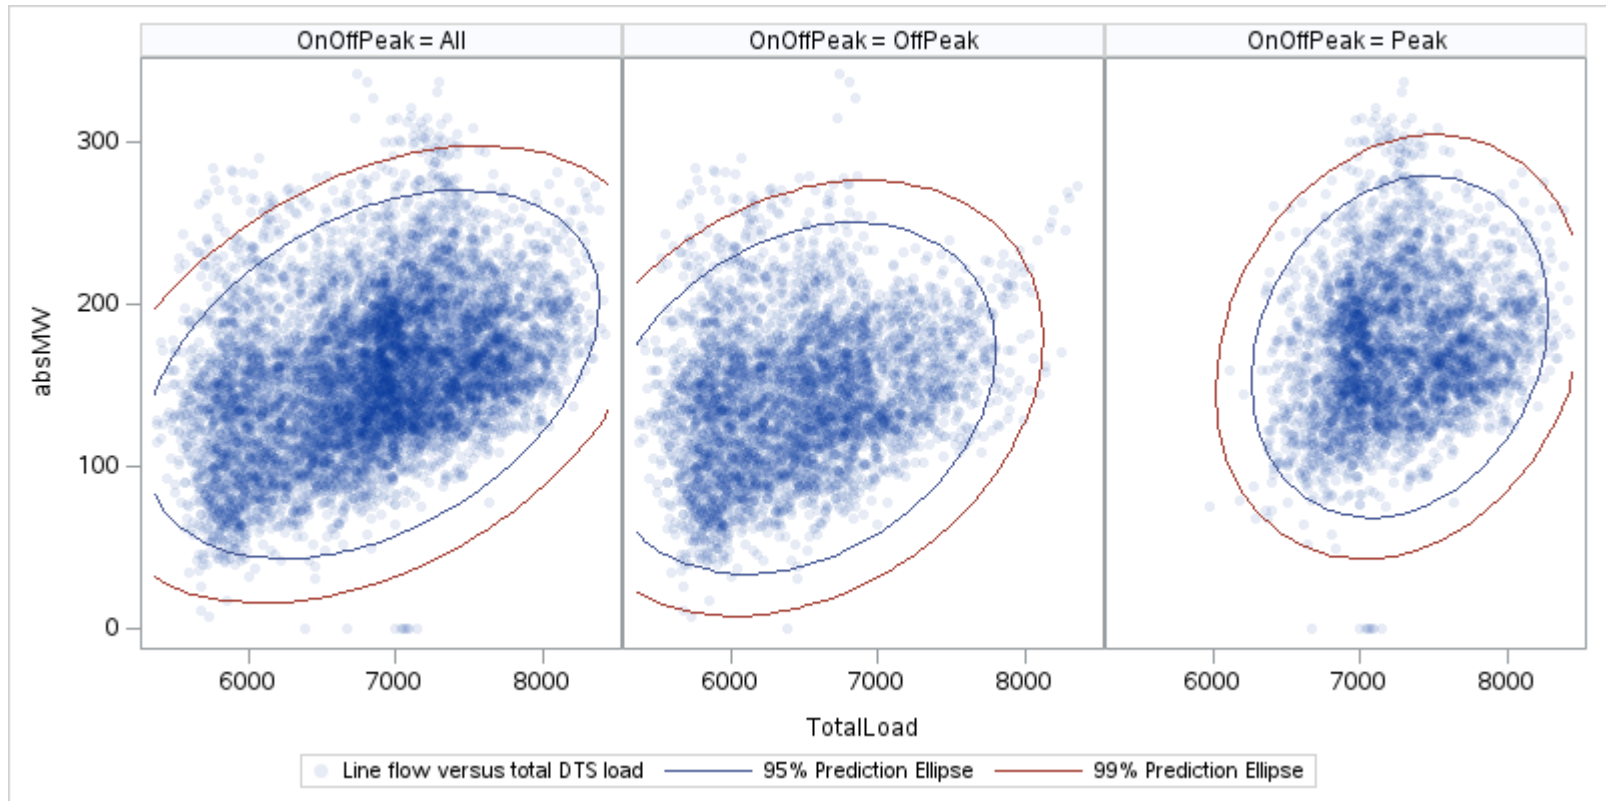 OnOffPeak = All
OnOffPeak = OffPeak
OnOffPeak = Peak
absMW
300
200
100
0
6000 7000 8000
6000 7000 8000
6000 7000 8000
TotalLoad
Line flow versus total DTS load
95% Prediction Ellipse
99% Prediction Ellipse